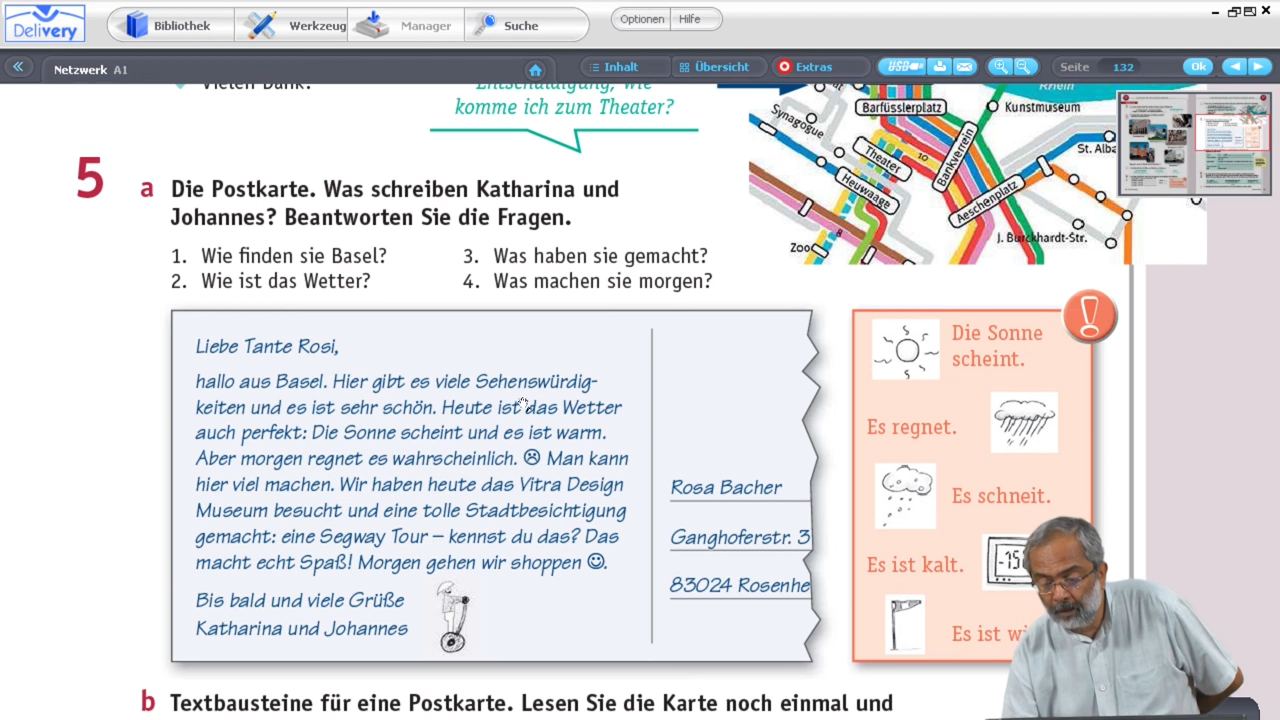 Delivery
Bibliothek
Werkzeug
Manager
Suche
Optionen
Hilfe
Netzwerk A1
Inhalt
Übersicht
Extras
USB
Seite 132
Ok
Vielen Dank!
Entschuldigung, wie
komme ich zum Theater?
Rhein
Barfüsslerplatz
Kunstmuseum
Synagogue
Theater
10
Bankverein
St. Alba
Heuwaage
Aeschenplatz
Zoo
8
J. Burckhardt-Str.
5
a Die Postkarte. Was schreiben Katharina und
Johannes? Beantworten Sie die Fragen.
1. Wie finden sie Basel?
2. Wie ist das Wetter?
3. Was haben sie gemacht?
4. Was machen sie morgen?
Liebe Tante Rosi,
hallo aus Basel. Hier gibt es viele Sehenswürdig-
keiten und es ist sehr schön. Heute ist das Wetter
auch perfekt: Die Sonne scheint und es ist warm.
Aber morgen regnet es wahrscheinlich. ☹ Man kann
hier viel machen. Wir haben heute das Vitra Design
Museum besucht und eine tolle Stadtbesichtigung
gemacht: eine Segway Tour – kennst du das? Das
macht echt Spaß! Morgen gehen wir shoppen ☺.
Bis bald und viele Grüße
Katharina und Johannes
Rosa Bacher
Ganghoferstr. 3
83024 Rosenhe
!
Die Sonne
scheint.
Es regnet.
Es schneit.
Es ist kalt.
Es ist wi
b Textbausteine für eine Postkarte. Lesen Sie die Karte noch einmal und